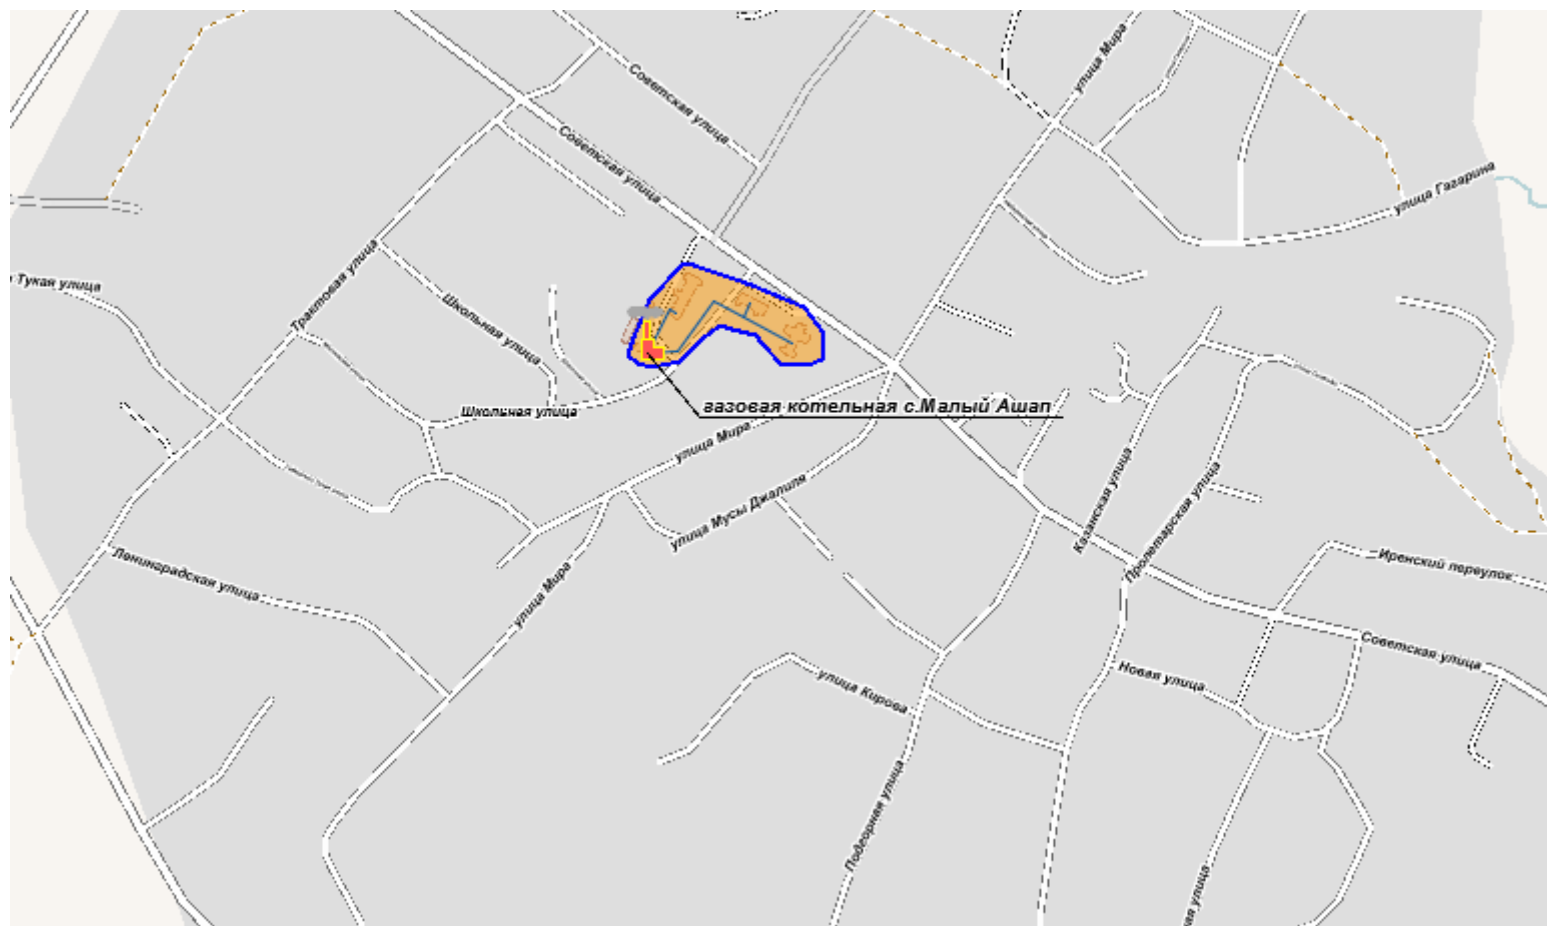 улица Мира
Советская улица
Советская улица
улица Гагарина
Тукая улица
Трактовая улица
Школьная улица
Школьная улица
газовая котельная с.Малый Ашап
улица Мира
улица Мусы Джалиля
Казанская улица
Пролетарская улица
Ленинградская улица
улица Мира
Иренский переулок
Советская улица
Новая улица
улица Кирова
Подгорная улица
улица